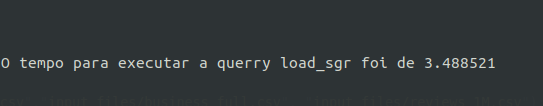 O tempo para executar a querry load_sgr foi de 3.488521